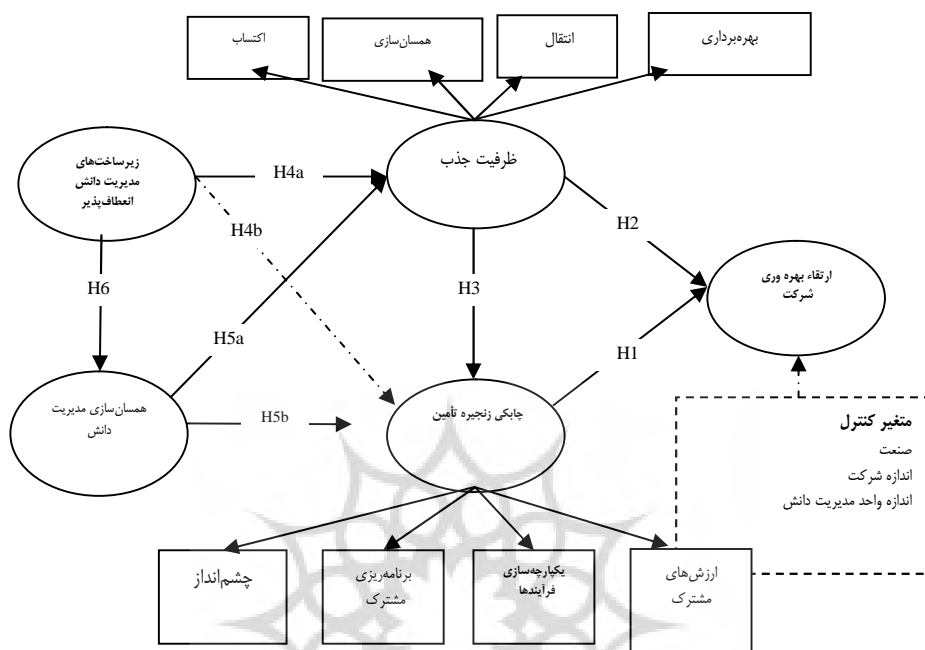 بهره‌برداری
انتقال
همسان‌سازی
اکتساب
ظرفیت جذب
زیرساخت‌های
مدیریت دانش
انعطاف‌پذیر
H4a
H4b
H2
H6
H3
ارتقاء بهره وری
شرکت
H5a
H1
همسان‌سازی مدیریت
دانش
H5b
چابکی زنجیره تأمین
متغیر کنترل
صنعت
اندازه شرکت
اندازه واحد مدیریت دانش
ارزش‌های
مشترک
یکپارچه‌سازی
فرآیندها
برنامه‌ریزی
مشترک
چشم‌انداز